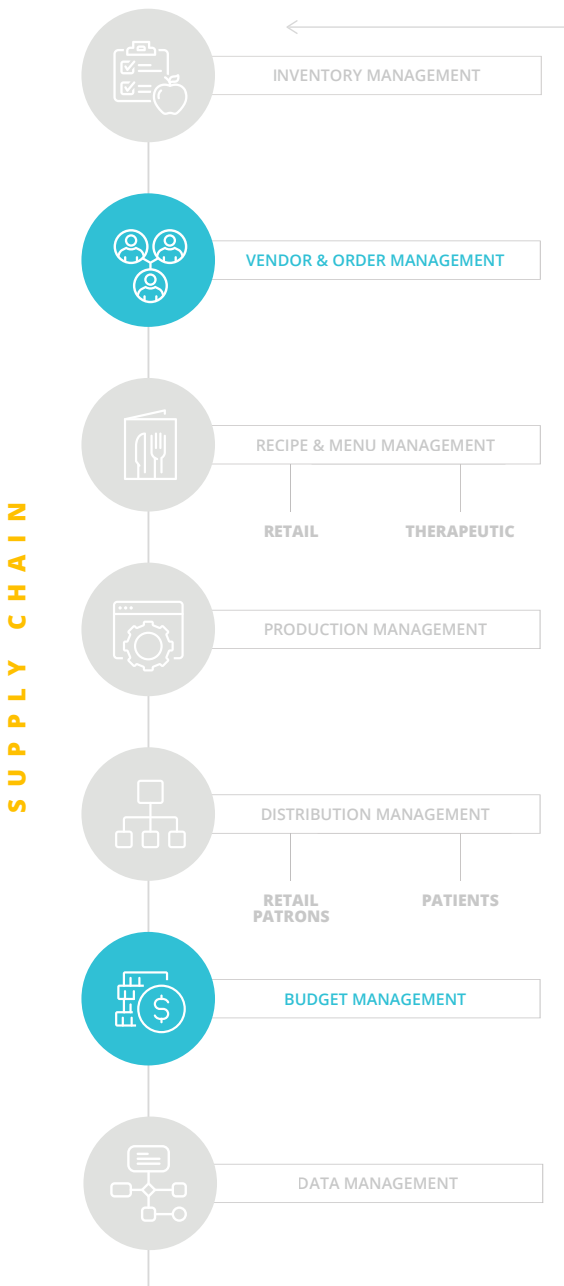 INVENTORY MANAGEMENT
VENDOR & ORDER MANAGEMENT
RECIPE & MENU MANAGEMENT
RETAIL
THERAPEUTIC
SUPPLY CHAIN
PRODUCTION MANAGEMENT
DISTRIBUTION MANAGEMENT
RETAIL
PATRONS
PATIENTS
$
BUDGET MANAGEMENT
DATA MANAGEMENT